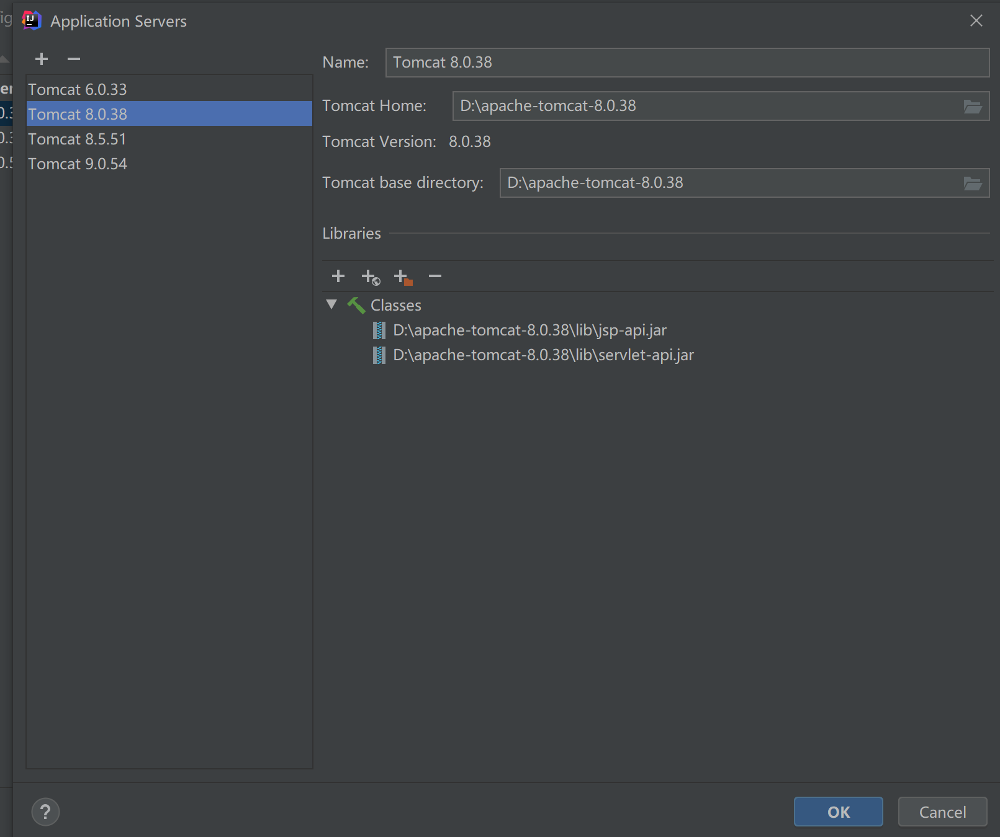 Application Servers
Tomcat 6.0.33
Tomcat 8.0.38
Tomcat 8.5.51
Tomcat 9.0.54
Name: Tomcat 8.0.38
Tomcat Home: D:\apache-tomcat-8.0.38
Tomcat Version: 8.0.38
Tomcat base directory: D:\apache-tomcat-8.0.38
Libraries
Classes
D:\apache-tomcat-8.0.38\lib\jsp-api.jar
D:\apache-tomcat-8.0.38\lib\servlet-api.jar
? OK Cancel